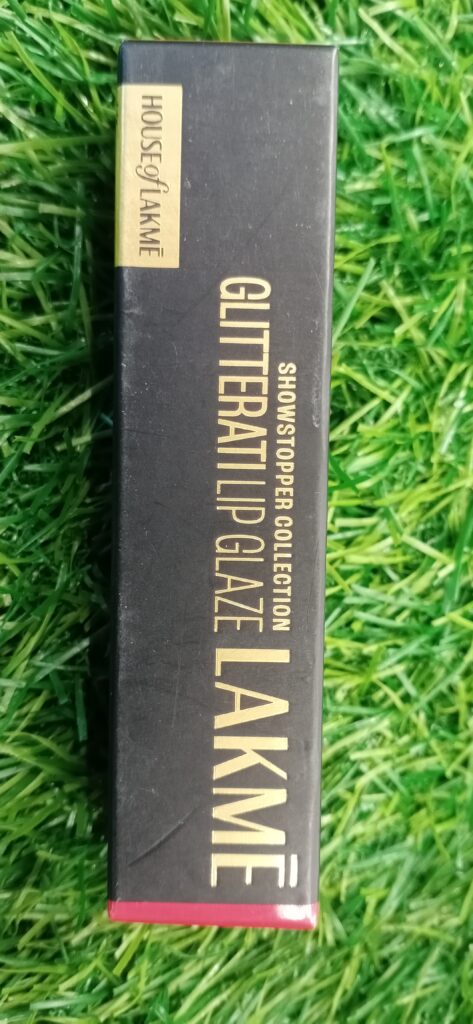 HOUSE of LAKMĒ
SHOWSTOPPER COLLECTION
GLITTERATI LIP GLAZE
LAKMĒ